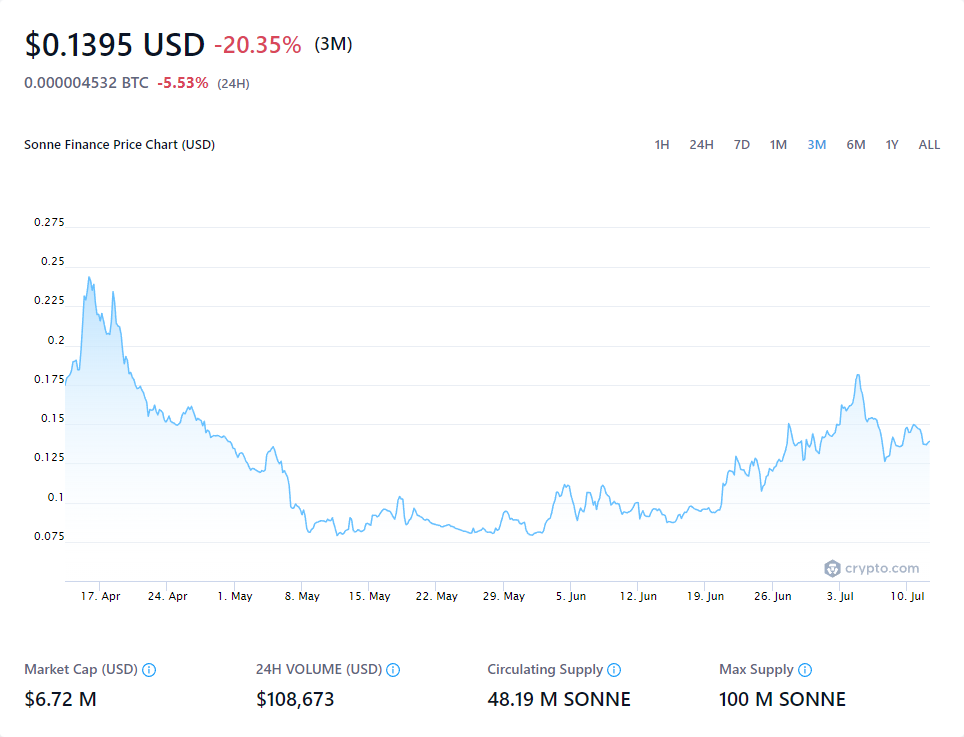 $0.1395 USD -20.35% (3M)
0.000004532 BTC -5.53% (24H)
Sonne Finance Price Chart (USD) 1H 24H 7D 1M 3M 6M 1Y ALL
0.275
0.25
0.225
0.2
0.175
0.15
0.125
0.1
0.075
crypto.com
17. Apr 24. Apr 1. May 8. May 15. May 22. May 29. May 5. Jun 12. Jun 19. Jun 26. Jun 3. Jul 10. Jul
Market Cap (USD) 24H VOLUME (USD) Circulating Supply Max Supply
$6.72 M $108,673 48.19 M SONNE 100 M SONNE